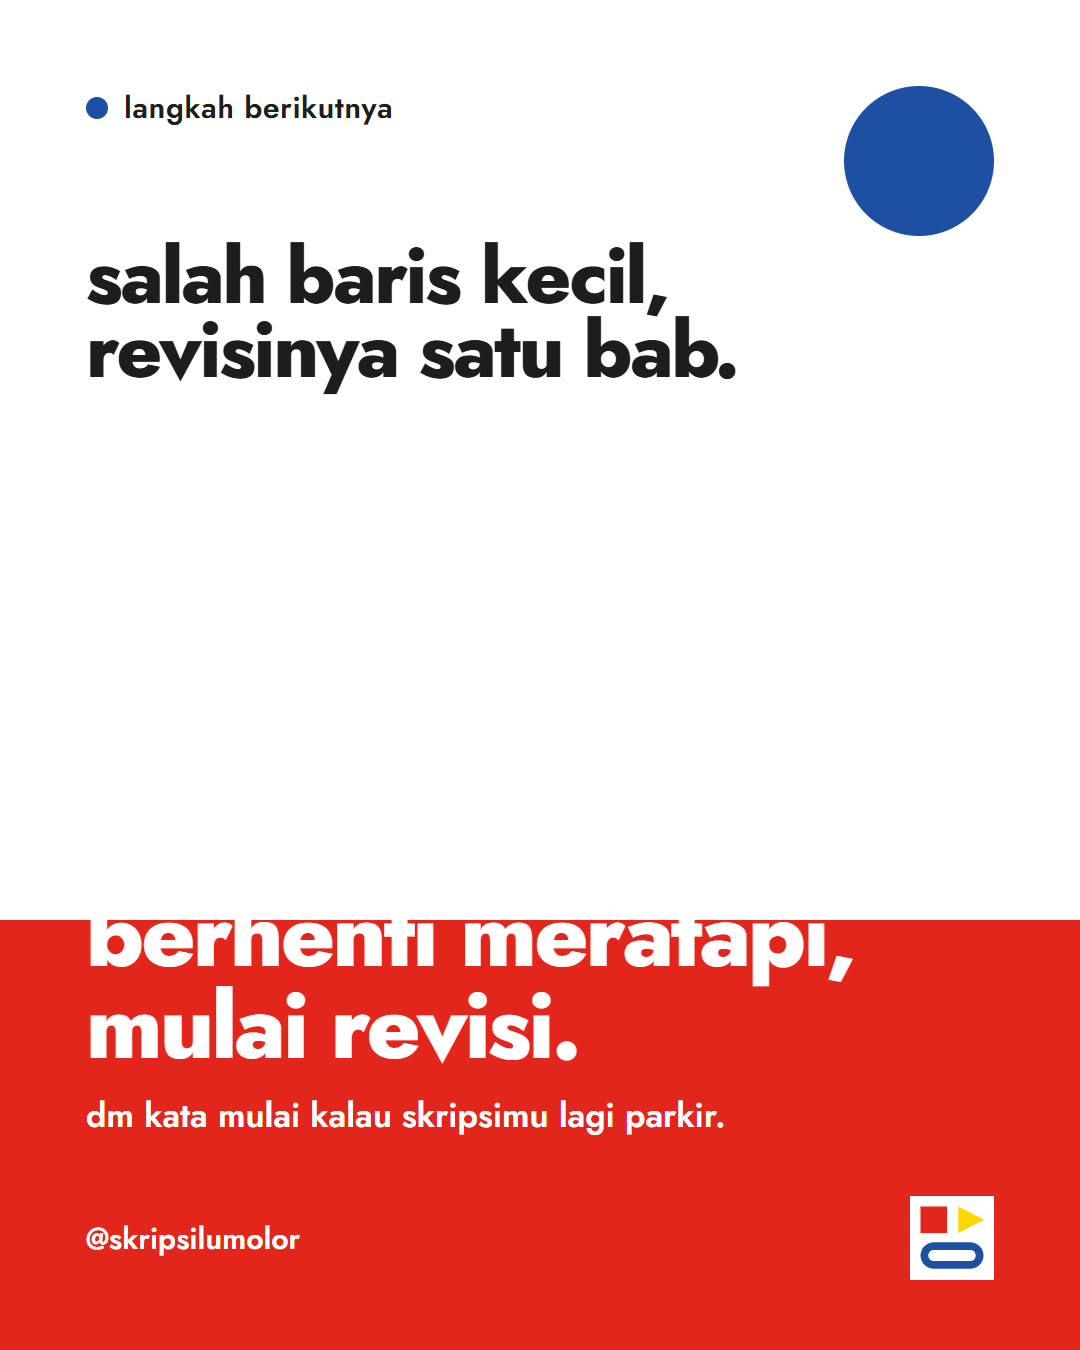 langkah berikutnya
salah baris kecil,
revisinya satu bab.
berhenti meratapi,
mulai revisi.
dm kata mulai kalau skripsimu lagi parkir.
@skripsilumolor